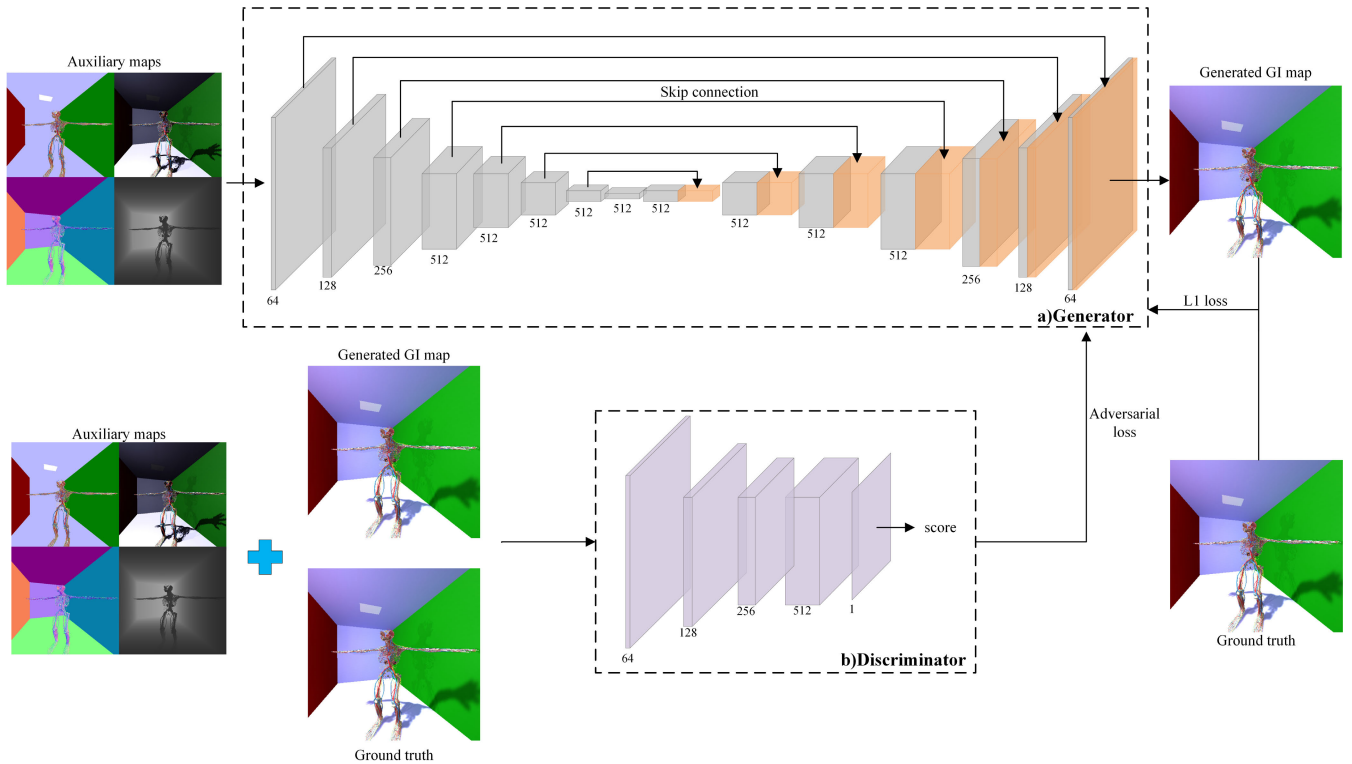 Auxiliary maps
Skip connection
Generated GI map
64
128
256
512
512
512
512
512
512
512
512
512
256
128
64
a)Generator
L1 loss
Generated GI map
Auxiliary maps
Adversarial
loss
score
64
128
256
512
1
b)Discriminator
Ground truth
Ground truth